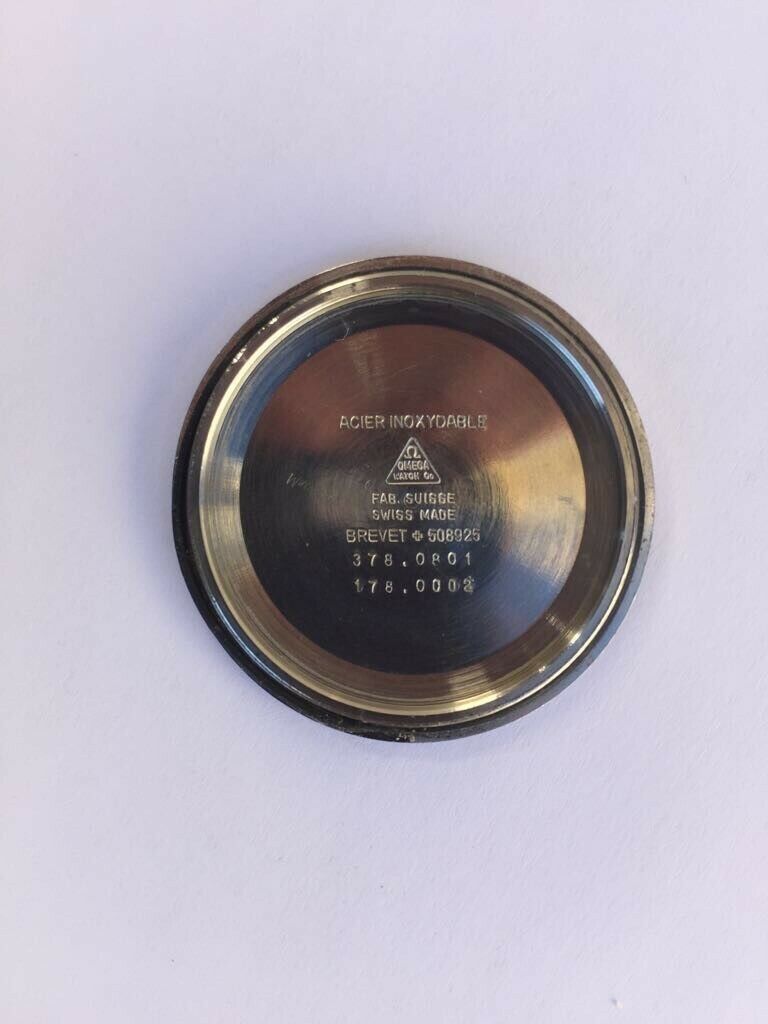 ACIER INOXYDABLE
Ω
OMEGA
WATCH Co
FAB. SUISSE
SWISS MADE
BREVET ✚ 508925
378.0801
178.0002